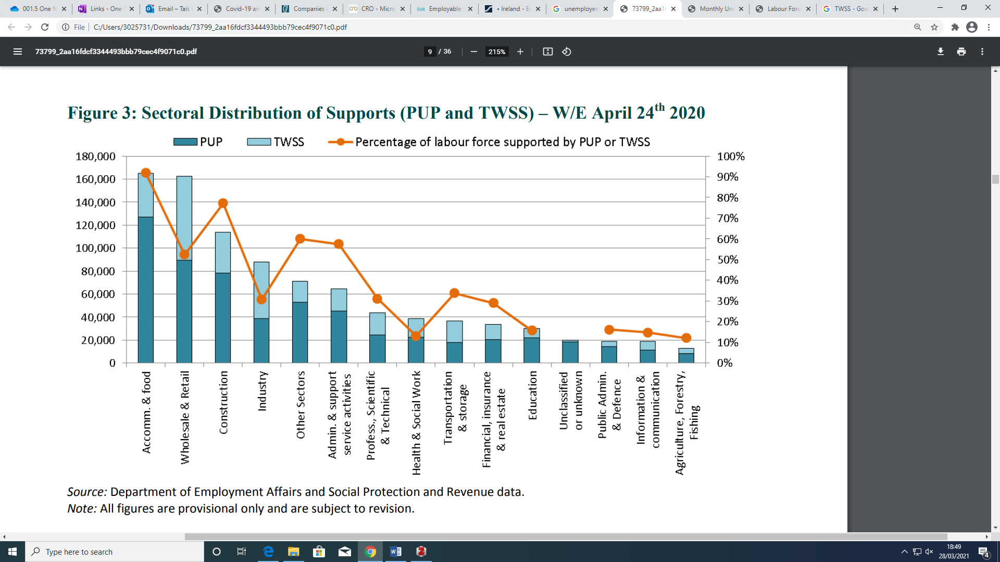 001.5 One N
Links - One
Email – Taís
Covid-19 an
Companies
CRO - Micro
Employable
• Ireland - E
unemployer
73799_2aa1
Monthly Un
Labour Forc
TWSS - Goo
File C:/Users/3025731/Downloads/73799_2aa16fdcf3344493bbb79cec4f9071c0.pdf
73799_2aa16fdcf3344493bbb79cec4f9071c0.pdf
9 / 36
215%
Figure 3: Sectoral Distribution of Supports (PUP and TWSS) – W/E April 24th 2020
PUP TWSS Percentage of labour force supported by PUP or TWSS
180,000
160,000
140,000
120,000
100,000
80,000
60,000
40,000
20,000
0
100%
90%
80%
70%
60%
50%
40%
30%
20%
10%
0%
Accomm. & food
Wholesale & Retail
Construction
Industry
Other Sectors
Admin. & support
service activities
Profess., Scientific
& Technical
Health & Social Work
Transportation
& storage
Financial, insurance
& real estate
Education
Unclassified
or unknown
Public Admin.
& Defence
Information &
communication
Agriculture, Forestry,
Fishing
Source: Department of Employment Affairs and Social Protection and Revenue data.
Note: All figures are provisional only and are subject to revision.
Type here to search
18:49
28/03/2021
4